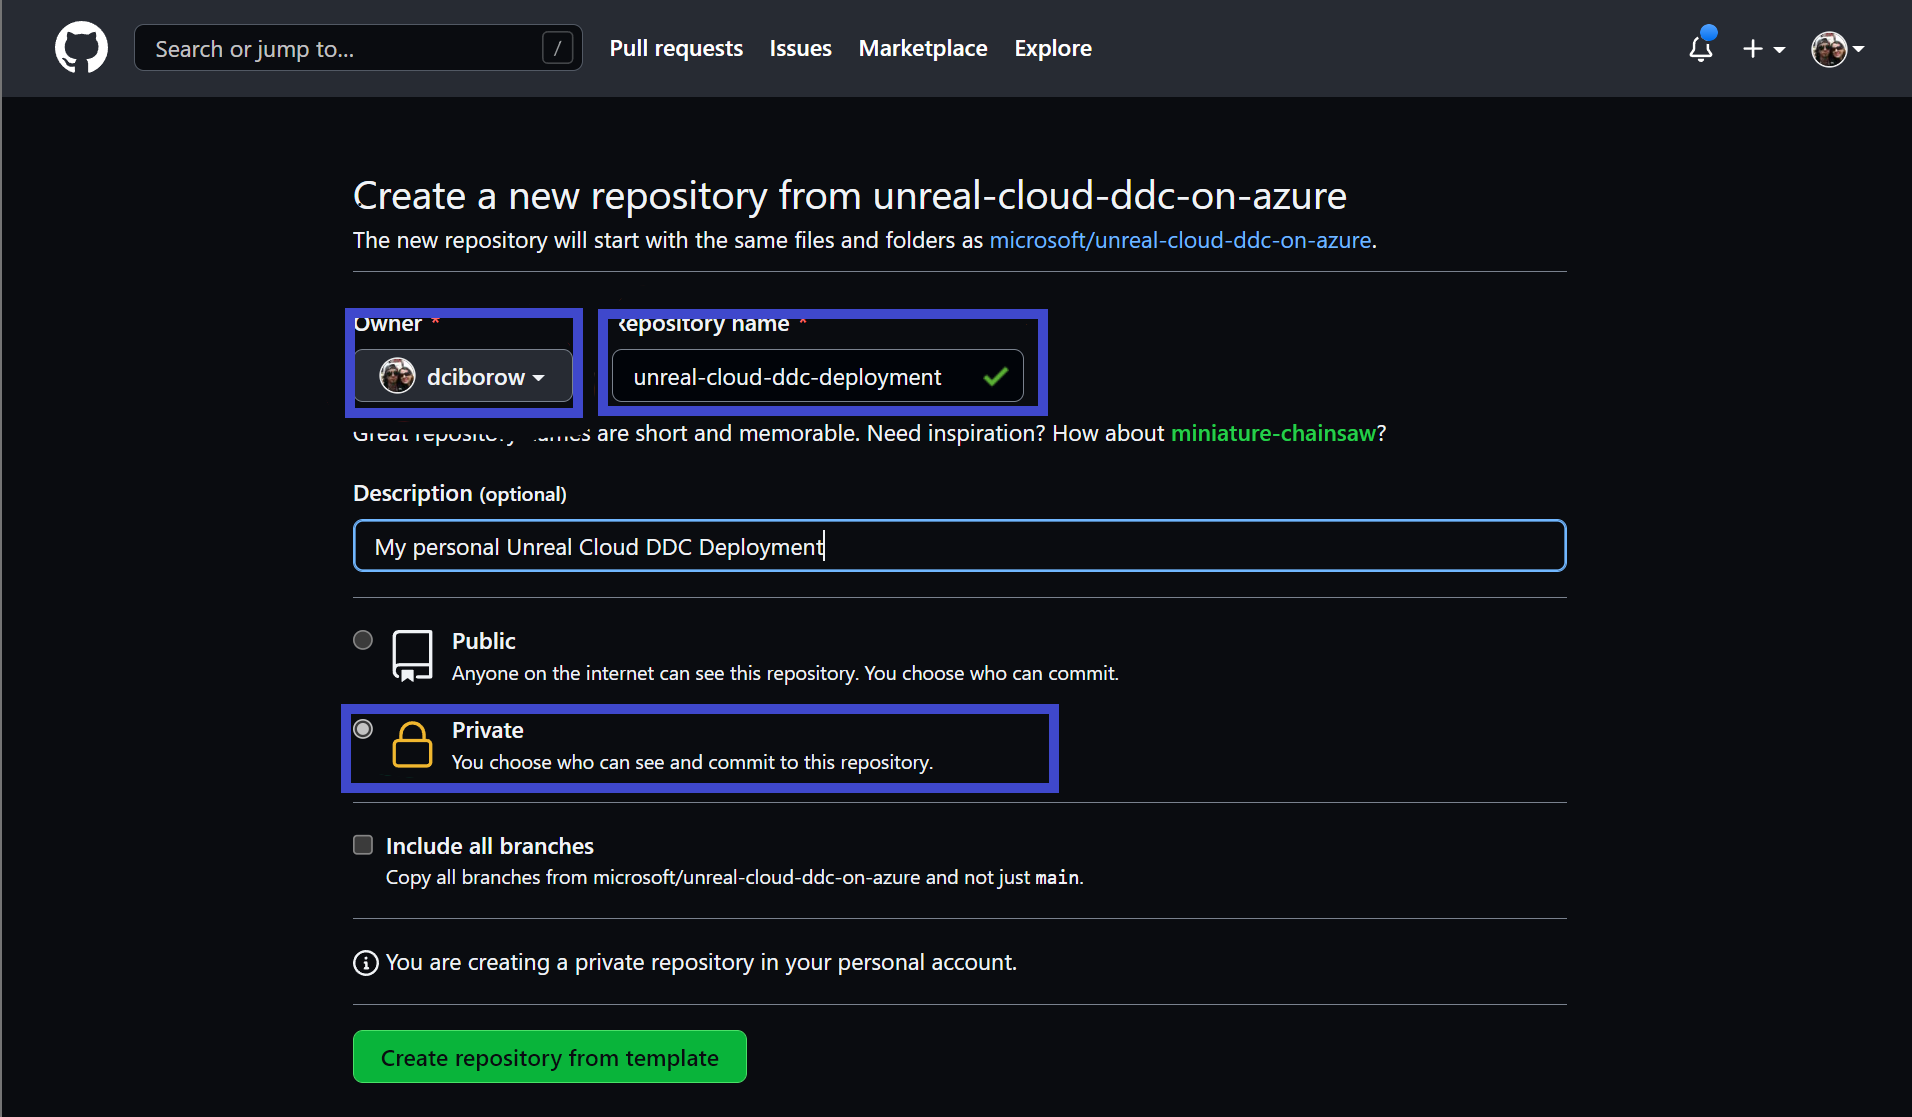 Search or jump to... / Pull requests Issues Marketplace Explore
Create a new repository from unreal-cloud-ddc-on-azure
The new repository will start with the same files and folders as microsoft/unreal-cloud-ddc-on-azure.
Owner * Repository name *
dciborow unreal-cloud-ddc-deployment
Great repository names are short and memorable. Need inspiration? How about miniature-chainsaw?
Description (optional)
My personal Unreal Cloud DDC Deployment
Public
Anyone on the internet can see this repository. You choose who can commit.
Private
You choose who can see and commit to this repository.
Include all branches
Copy all branches from microsoft/unreal-cloud-ddc-on-azure and not just main.
You are creating a private repository in your personal account.
Create repository from template